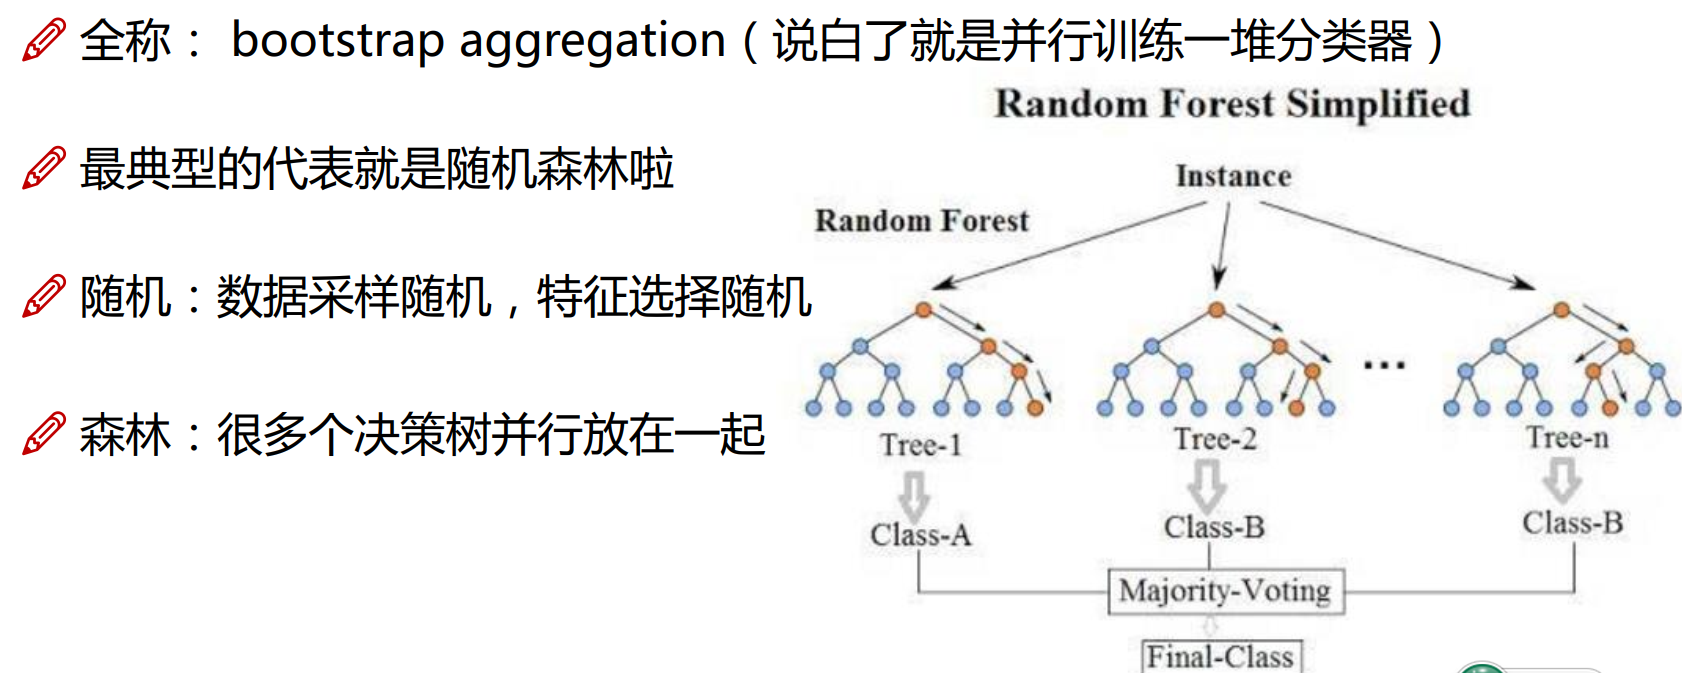 全称： bootstrap aggregation（说白了就是并行训练一堆分类器）
最典型的代表就是随机森林啦
随机：数据采样随机，特征选择随机
森林：很多个决策树并行放在一起
Random Forest Simplified
Instance
Random Forest
...
Tree-1
Tree-2
Tree-n
Class-A
Class-B
Class-B
Majority-Voting
Final-Class